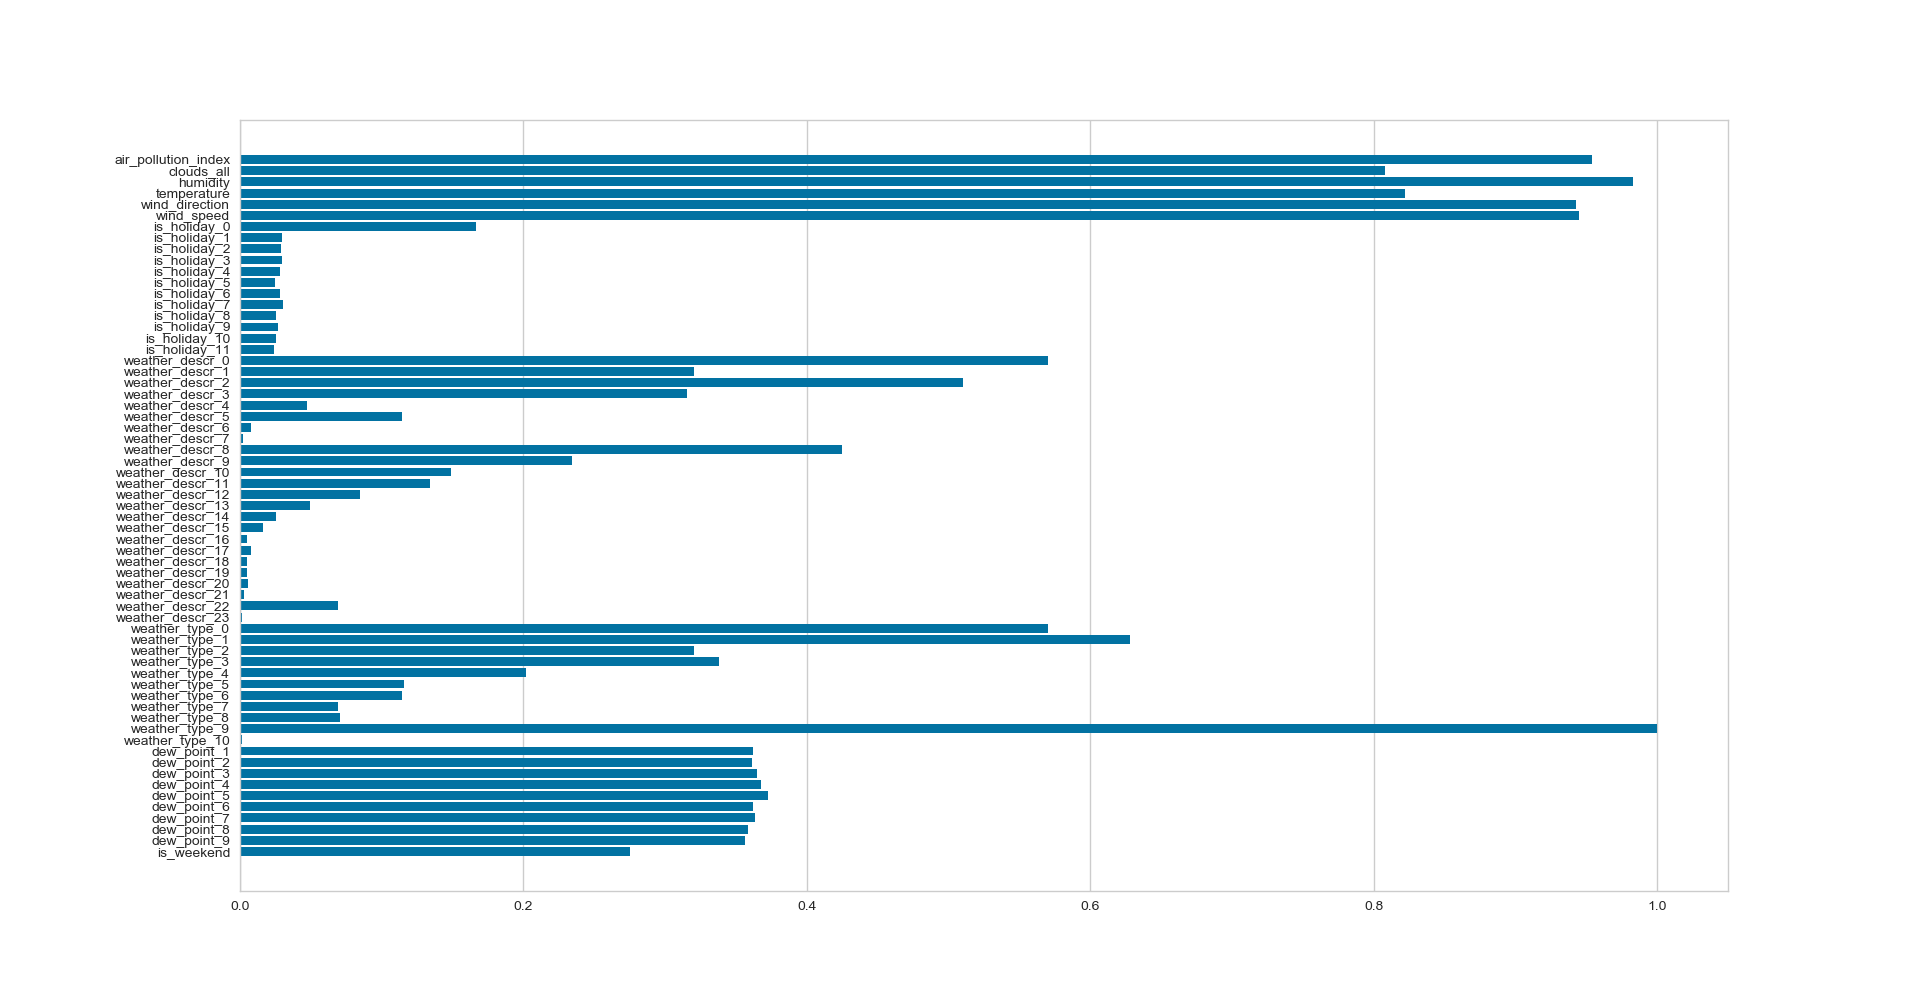 air_pollution_index
clouds_all
humidity
temperature
wind_direction
wind_speed
is_holiday_0
is_holiday_1
is_holiday_2
is_holiday_3
is_holiday_4
is_holiday_5
is_holiday_6
is_holiday_7
is_holiday_8
is_holiday_9
is_holiday_10
is_holiday_11
weather_descr_0
weather_descr_1
weather_descr_2
weather_descr_3
weather_descr_4
weather_descr_5
weather_descr_6
weather_descr_7
weather_descr_8
weather_descr_9
weather_descr_10
weather_descr_11
weather_descr_12
weather_descr_13
weather_descr_14
weather_descr_15
weather_descr_16
weather_descr_17
weather_descr_18
weather_descr_19
weather_descr_20
weather_descr_21
weather_descr_22
weather_descr_23
weather_type_0
weather_type_1
weather_type_2
weather_type_3
weather_type_4
weather_type_5
weather_type_6
weather_type_7
weather_type_8
weather_type_9
weather_type_10
dew_point_1
dew_point_2
dew_point_3
dew_point_4
dew_point_5
dew_point_6
dew_point_7
dew_point_8
dew_point_9
is_weekend
0.0 0.2 0.4 0.6 0.8 1.0